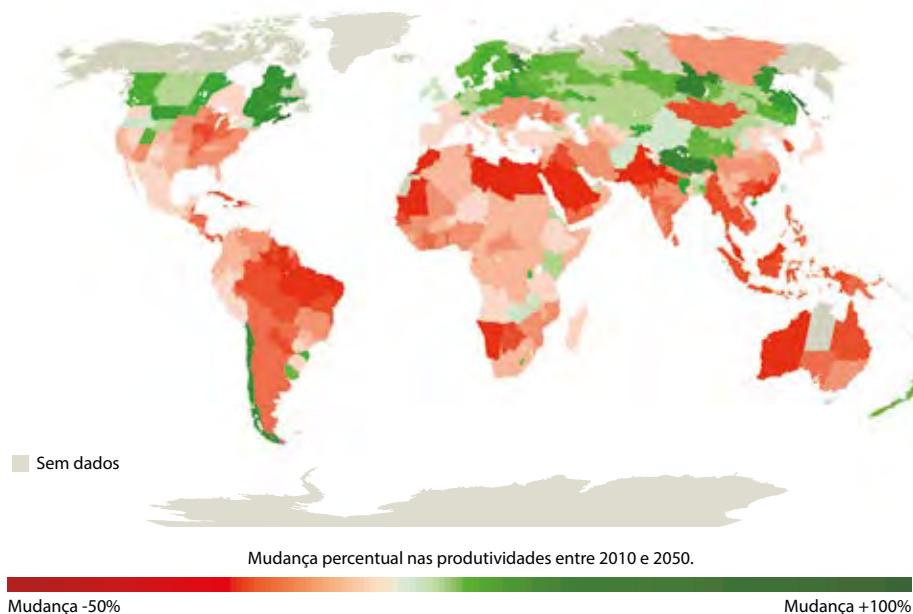 Sem dados
Mudança percentual nas produtividades entre 2010 e 2050.
Mudança -50%
Mudança +100%